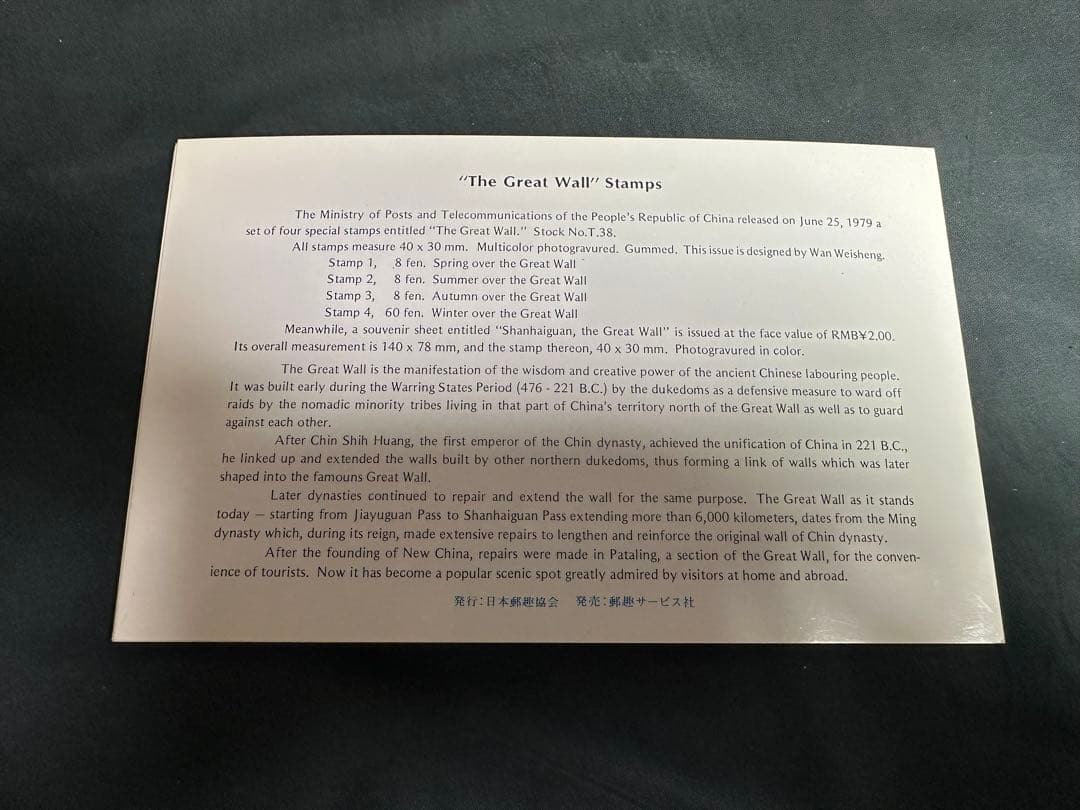 "The Great Wall" Stamps
The Ministry of Posts and Telecommunications of the People's Republic of China released on June 25, 1979 a
set of four special stamps entitled "The Great Wall." Stock No.T.38.
All stamps measure 40 x 30 mm. Multicolor photogravured. Gummed. This issue is designed by Wan Weisheng.
Stamp 1, 8 fen. Spring over the Great Wall
Stamp 2, 8 fen. Summer over the Great Wall
Stamp 3, 8 fen. Autumn over the Great Wall
Stamp 4, 60 fen. Winter over the Great Wall
Meanwhile, a souvenir sheet entitled "Shanhaiguan, the Great Wall" is issued at the face value of RMB¥2.00.
Its overall measurement is 140 x 78 mm, and the stamp thereon, 40 x 30 mm. Photogravured in color.
The Great Wall is the manifestation of the wisdom and creative power of the ancient Chinese labouring people.
It was built early during the Warring States Period (476 - 221 B.C.) by the dukedoms as a defensive measure to ward off
raids by the nomadic minority tribes living in that part of China's territory north of the Great Wall as well as to guard
against each other.
After Chin Shih Huang, the first emperor of the Chin dynasty, achieved the unification of China in 221 B.C.,
he linked up and extended the walls built by other northern dukedoms, thus forming a link of walls which was later
shaped into the famouns Great Wall.
Later dynasties continued to repair and extend the wall for the same purpose. The Great Wall as it stands
today — starting from Jiayuguan Pass to Shanhaiguan Pass extending more than 6,000 kilometers, dates from the Ming
dynasty which, during its reign, made extensive repairs to lengthen and reinforce the original wall of Chin dynasty.
After the founding of New China, repairs were made in Pataling, a section of the Great Wall, for the conven-
ience of tourists. Now it has become a popular scenic spot greatly admired by visitors at home and abroad.
発行：日本郵趣協会 発売：郵趣サービス社